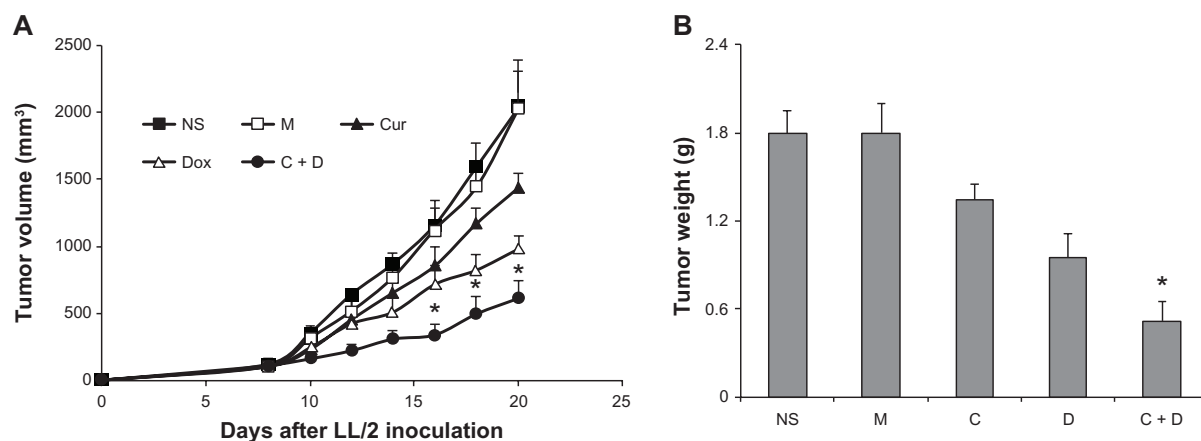 A
Tumor volume (mm³)
2500
2000
1500
1000
500
0
NS M Cur
Dox C + D
* * *
0 5 10 15 20 25
Days after LL/2 inoculation
B
Tumor weight (g)
2.4
1.8
1.2
0.6
0
*
NS M C D C + D